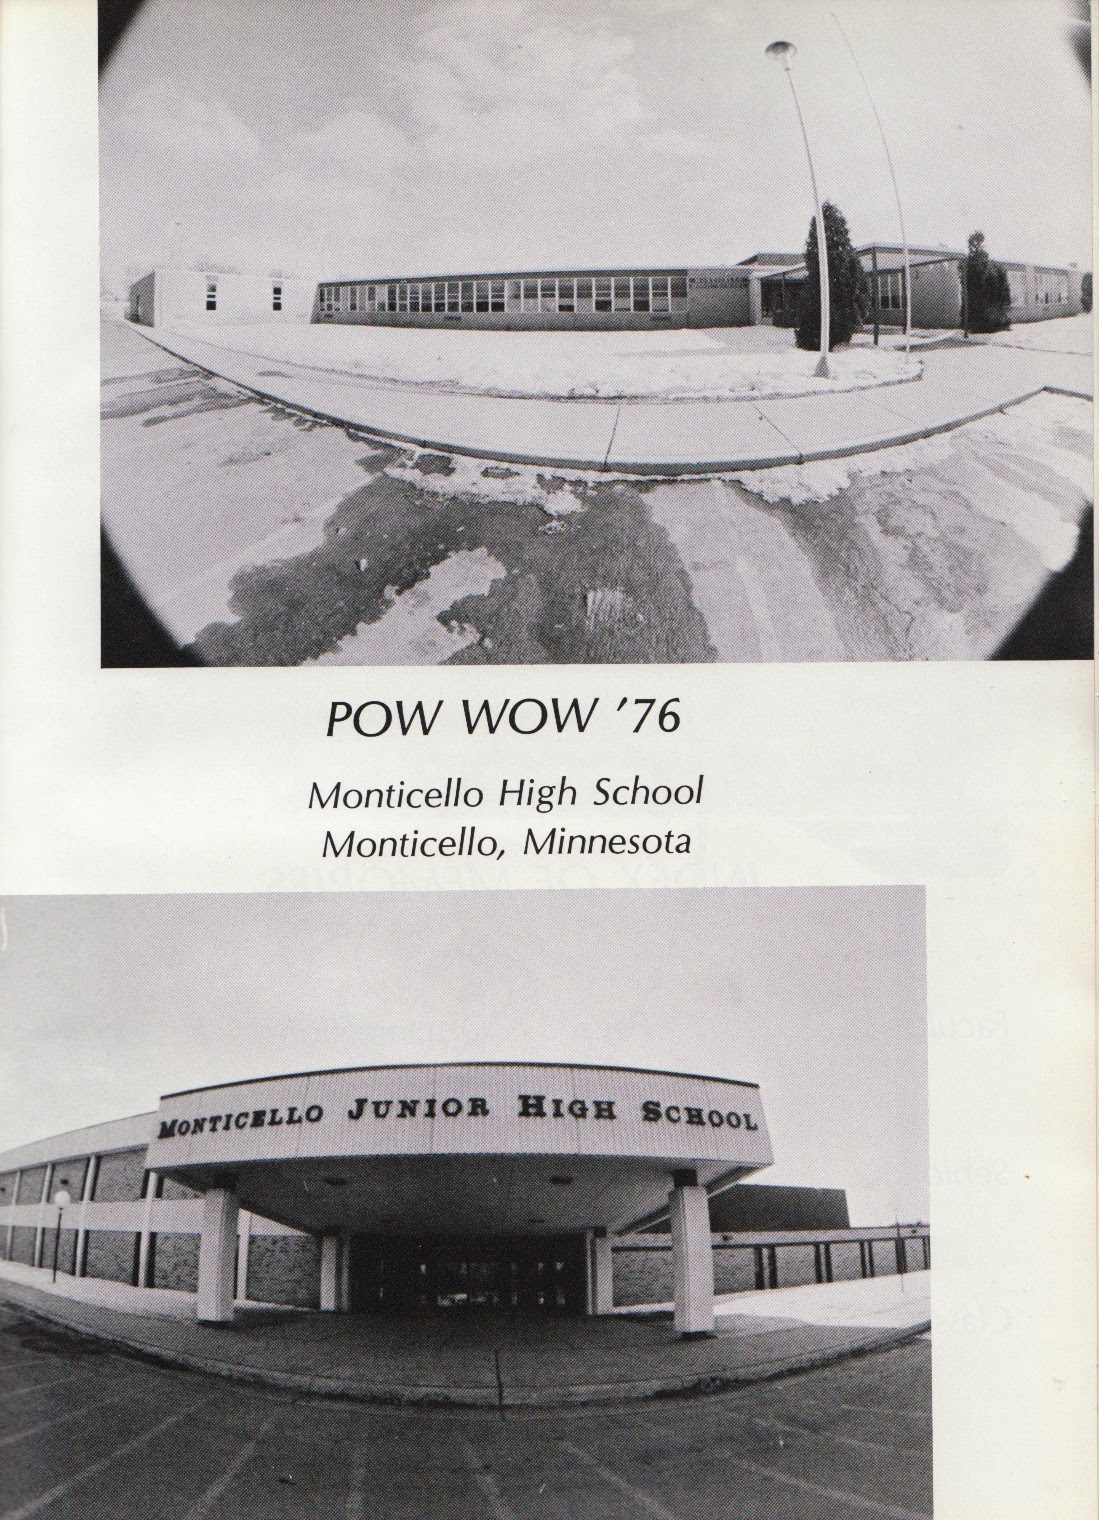 POW WOW '76
Monticello High School
Monticello, Minnesota
MONTICELLO JUNIOR HIGH SCHOOL